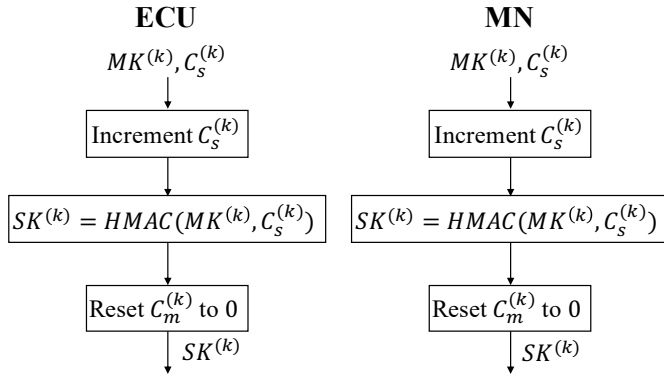 ECU
MK^{(k)}, C_s^{(k)}
Increment C_s^{(k)}
SK^{(k)} = HMAC(MK^{(k)}, C_s^{(k)})
Reset C_m^{(k)} to 0
SK^{(k)}
MN
MK^{(k)}, C_s^{(k)}
Increment C_s^{(k)}
SK^{(k)} = HMAC(MK^{(k)}, C_s^{(k)})
Reset C_m^{(k)} to 0
SK^{(k)}